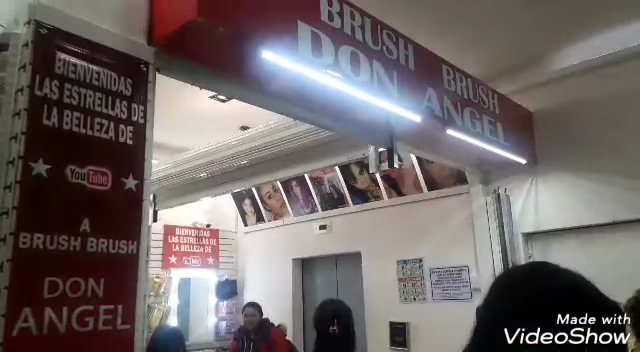 BRUSH BRUSH
DON ANGEL
BIENVENIDAS
LAS ESTRELLAS DE
LA BELLEZA DE
YouTube
A
BRUSH BRUSH
DON
ANGEL
BIENVENIDAS
LAS ESTRELLAS DE
LA BELLEZA DE
Made with
VideoShow